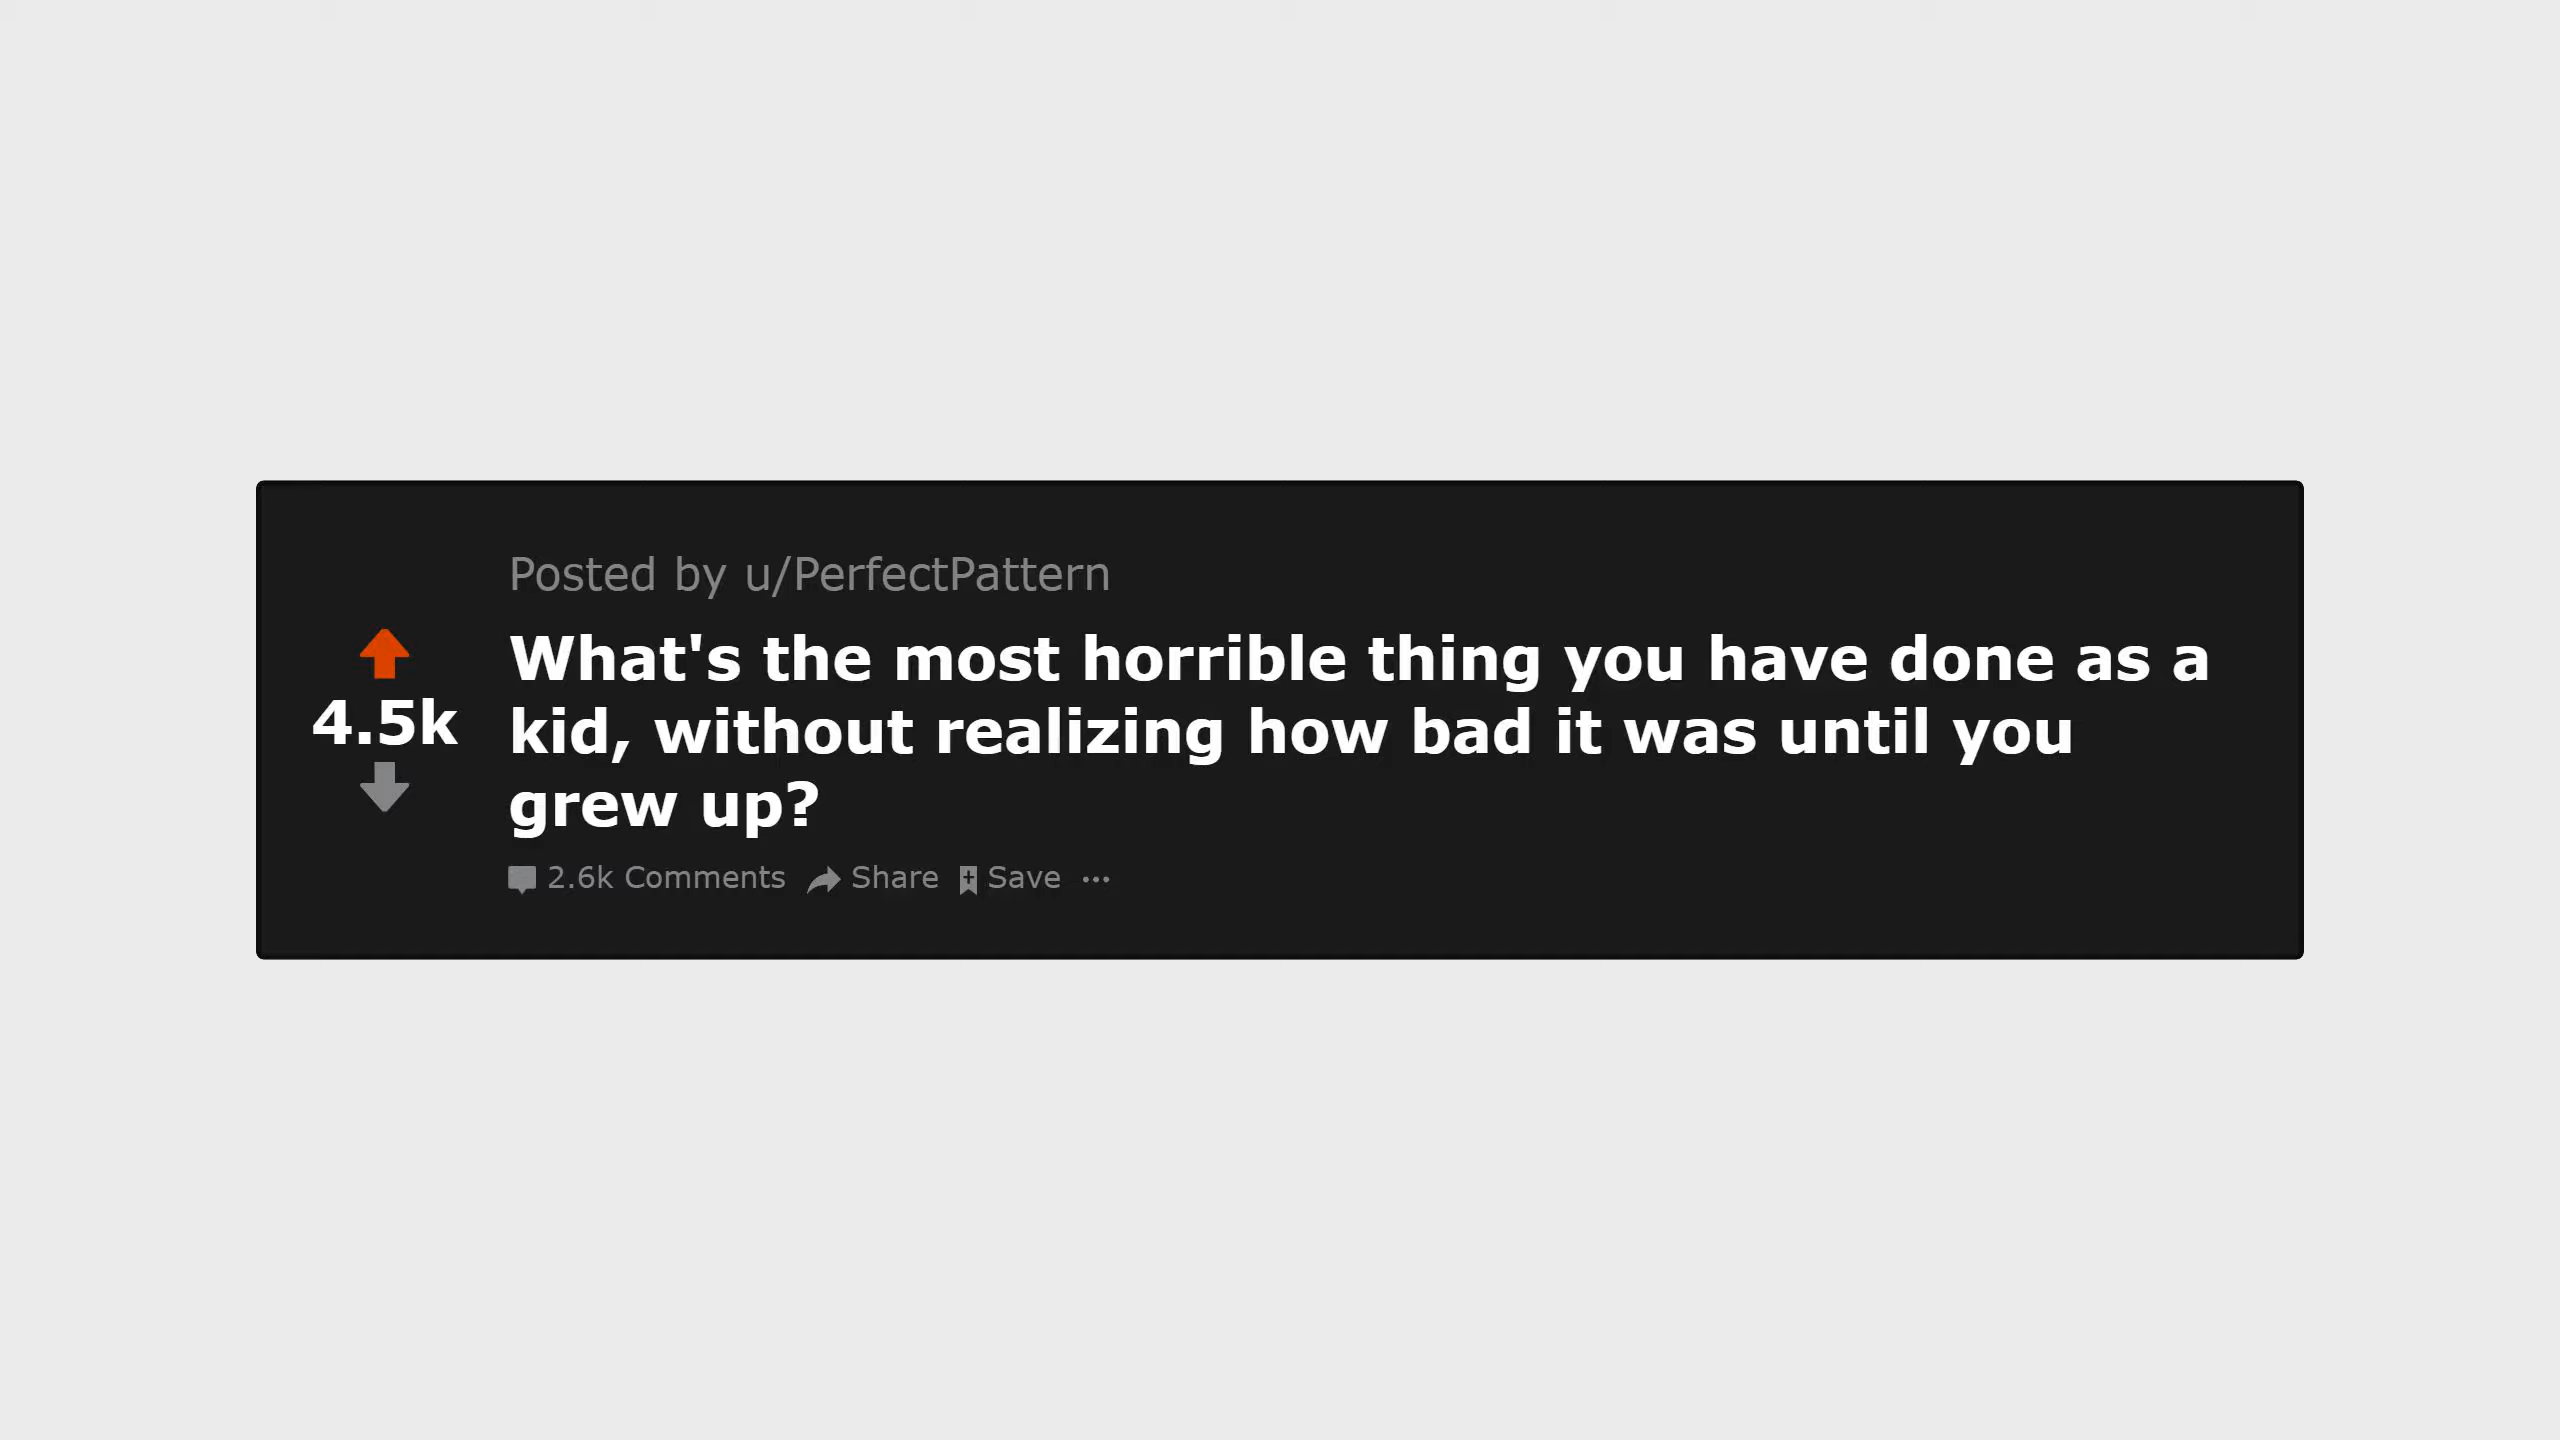 Posted by u/PerfectPattern
What's the most horrible thing you have done as a
4.5k
kid, without realizing how bad it was until you
grew up?
2.6k Comments Share Save ...